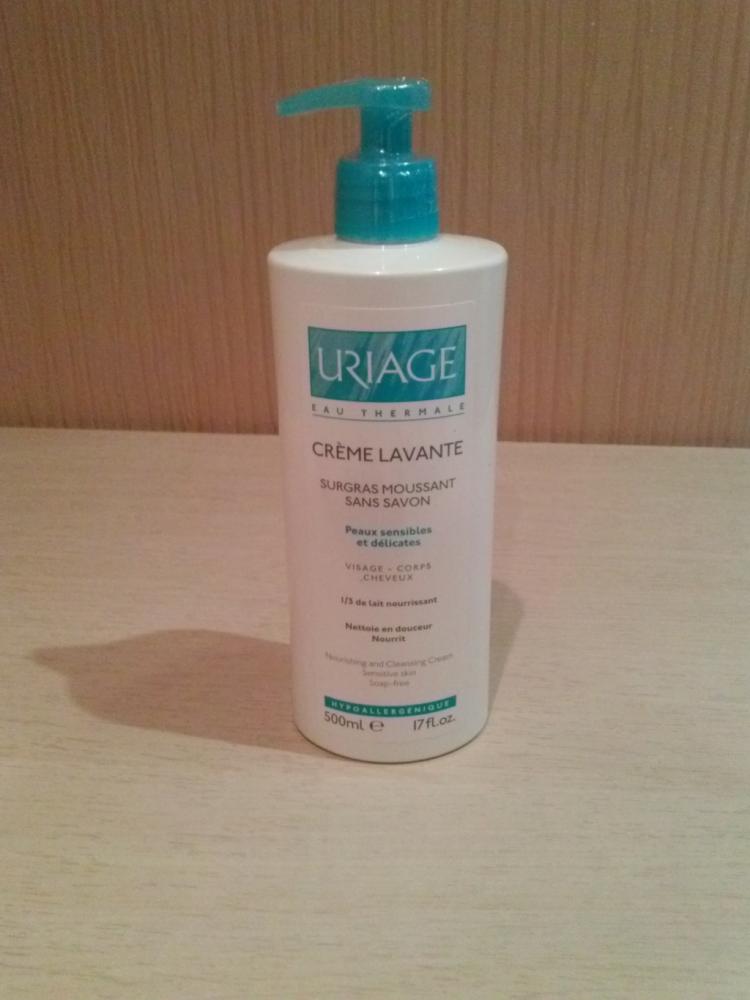 URIAGE
EAU THERMALE
CRÈME LAVANTE
SURGRAS MOUSSANT
SANS SAVON
Peaux sensibles
et délicates
VISAGE - CORPS
CHEVEUX
1/3 de lait nourrissant
Nettoie en douceur
Nourrit
Nourishing and Cleansing Cream
Sensitive skin
Soap-free
HYPOALLERGÉNIQUE
500ml e 17fl.oz.